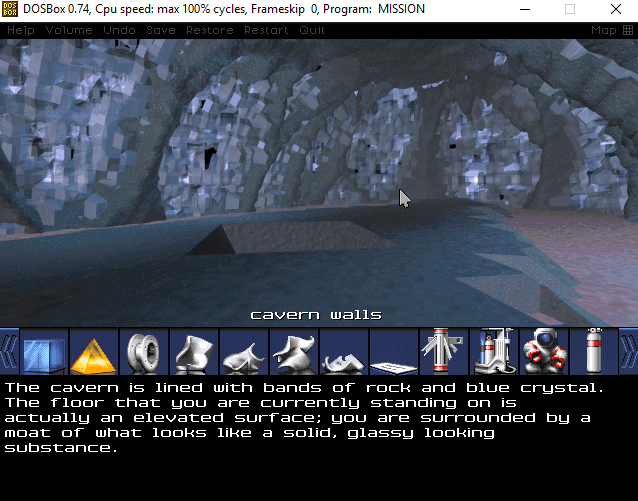 DOSBox 0.74, Cpu speed: max 100% cycles, Frameskip 0, Program: MISSION
Help Volume Undo Save Restore Restart Quit Map
cavern walls
The cavern is lined with bands of rock and blue crystal.
The floor that you are currently standing on is
actually an elevated surface; you are surrounded by a
moat of what looks like a solid, glassy looking
substance.